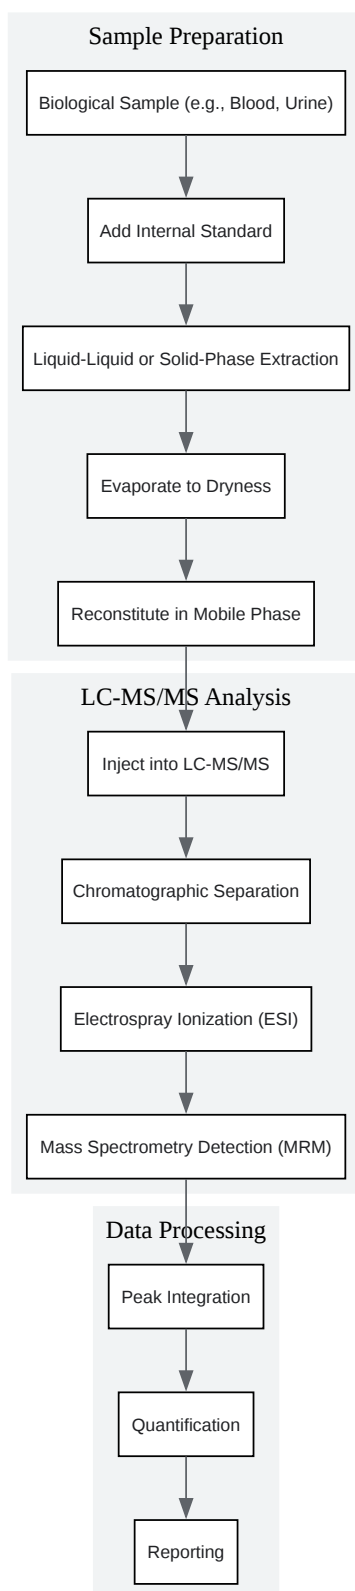 Sample Preparation
Biological Sample (e.g., Blood, Urine)
Add Internal Standard
Liquid-Liquid or Solid-Phase Extraction
Evaporate to Dryness
Reconstitute in Mobile Phase
LC-MS/MS Analysis
Inject into LC-MS/MS
Chromatographic Separation
Electrospray Ionization (ESI)
Mass Spectrometry Detection (MRM)
Data Processing
Peak Integration
Quantification
Reporting